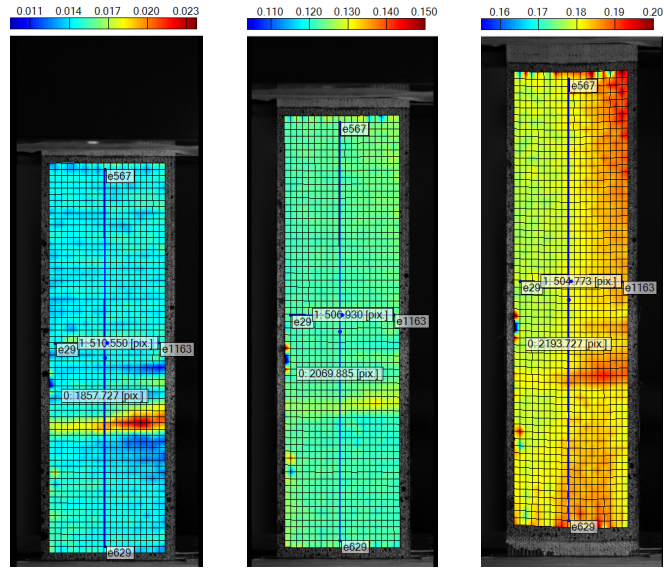 0.011 0.014 0.017 0.020 0.023
0.110 0.120 0.130 0.140 0.150
0.16 0.17 0.18 0.19 0.20
e567
1: 510.550 [pix.]
e29
e1163
0: 1857.727 [pix.]
e629
e567
1: 506.930 [pix.]
e29
e1163
0: 2069.885 [pix.]
e629
e567
1: 504.773 [pix.]
e29
e1163
0: 2193.727 [pix.]
e629